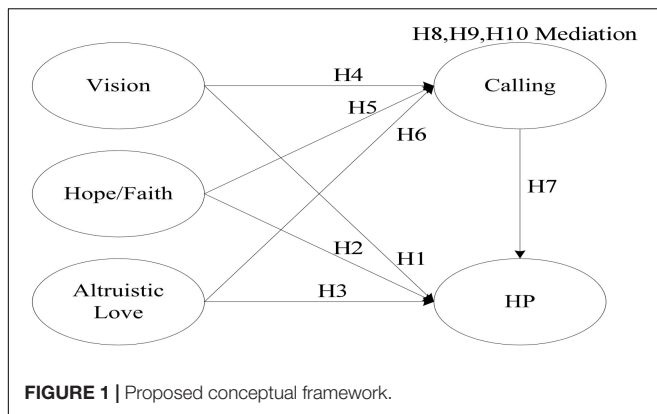 H8,H9,H10 Mediation
Vision
H4
Calling
H5
H6
Hope/Faith
H7
H2
H1
Altruistic
Love
H3
HP
FIGURE 1 | Proposed conceptual framework.